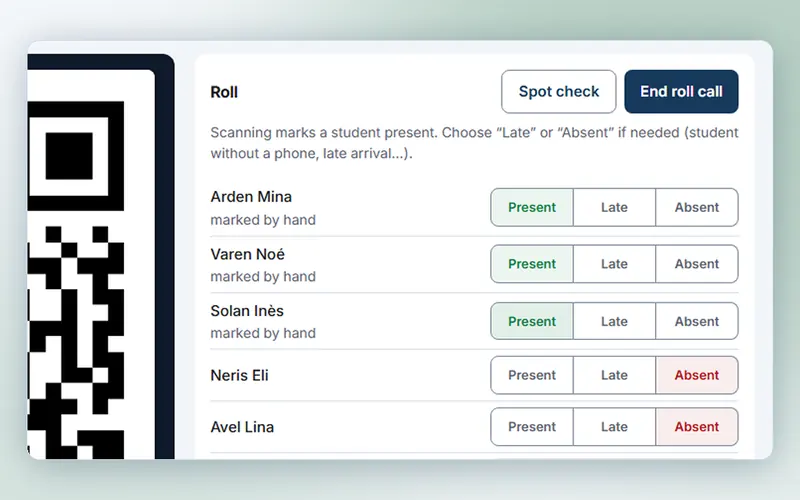 Roll
Spot check
End roll call
Scanning marks a student present. Choose “Late” or “Absent” if needed (student
without a phone, late arrival…).
Arden Mina
marked by hand
Present Late Absent
Varen Noé
marked by hand
Present Late Absent
Solan Inès
marked by hand
Present Late Absent
Neris Eli
Present Late Absent
Avel Lina
Present Late Absent